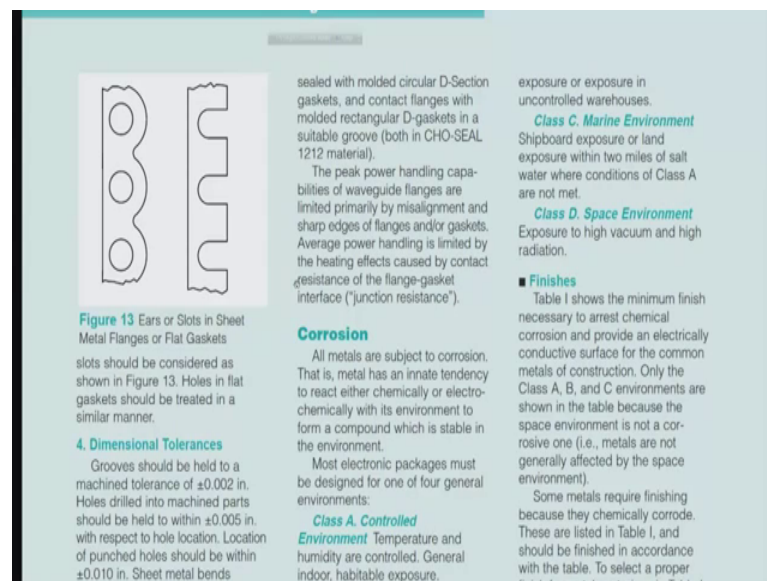 Figure 13 Ears or Slots in Sheet
Metal Flanges or Flat Gaskets
slots should be considered as
shown in Figure 13. Holes in flat
gaskets should be treated in a
similar manner.
4. Dimensional Tolerances
Grooves should be held to a
machined tolerance of ±0.002 in.
Holes drilled into machined parts
should be held to within ±0.005 in.
with respect to hole location. Location
of punched holes should be within
±0.010 in. Sheet metal bends
sealed with molded circular D-Section
gaskets, and contact flanges with
molded rectangular D-gaskets in a
suitable groove (both in CHO-SEAL
1212 material).
The peak power handling capa-
bilities of waveguide flanges are
limited primarily by misalignment and
sharp edges of flanges and/or gaskets.
Average power handling is limited by
the heating effects caused by contact
resistance of the flange-gasket
interface ("junction resistance").
Corrosion
All metals are subject to corrosion.
That is, metal has an innate tendency
to react either chemically or electro-
chemically with its environment to
form a compound which is stable in
the environment.
Most electronic packages must
be designed for one of four general
environments:
Class A. Controlled
Environment Temperature and
humidity are controlled. General
indoor, habitable exposure.
exposure or exposure in
uncontrolled warehouses.
Class C. Marine Environment
Shipboard exposure or land
exposure within two miles of salt
water where conditions of Class A
are not met.
Class D. Space Environment
Exposure to high vacuum and high
radiation.
■ Finishes
Table I shows the minimum finish
necessary to arrest chemical
corrosion and provide an electrically
conductive surface for the common
metals of construction. Only the
Class A, B, and C environments are
shown in the table because the
space environment is not a cor-
rosive one (i.e., metals are not
generally affected by the space
environment).
Some metals require finishing
because they chemically corrode.
These are listed in Table I, and
should be finished in accordance
with the table. To select a proper